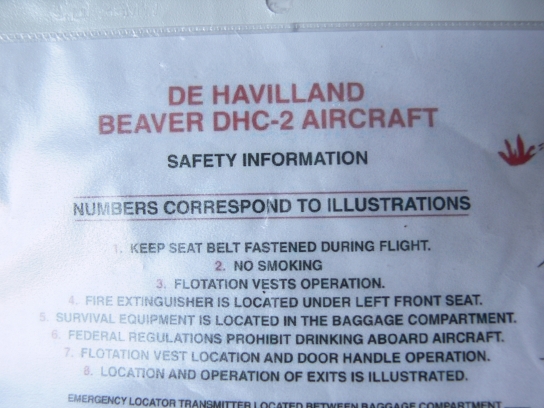 DE HAVILLAND
BEAVER DHC-2 AIRCRAFT
SAFETY INFORMATION
NUMBERS CORRESPOND TO ILLUSTRATIONS
1. KEEP SEAT BELT FASTENED DURING FLIGHT.
2. NO SMOKING
3. FLOTATION VESTS OPERATION.
4. FIRE EXTINGUISHER IS LOCATED UNDER LEFT FRONT SEAT.
5. SURVIVAL EQUIPMENT IS LOCATED IN THE BAGGAGE COMPARTMENT.
6. FEDERAL REGULATIONS PROHIBIT DRINKING ABOARD AIRCRAFT.
7. FLOTATION VEST LOCATION AND DOOR HANDLE OPERATION.
8. LOCATION AND OPERATION OF EXITS IS ILLUSTRATED.
EMERGENCY LOCATOR TRANSMITTER LOCATED BETWEEN BAGGAGE COMPARTMENT